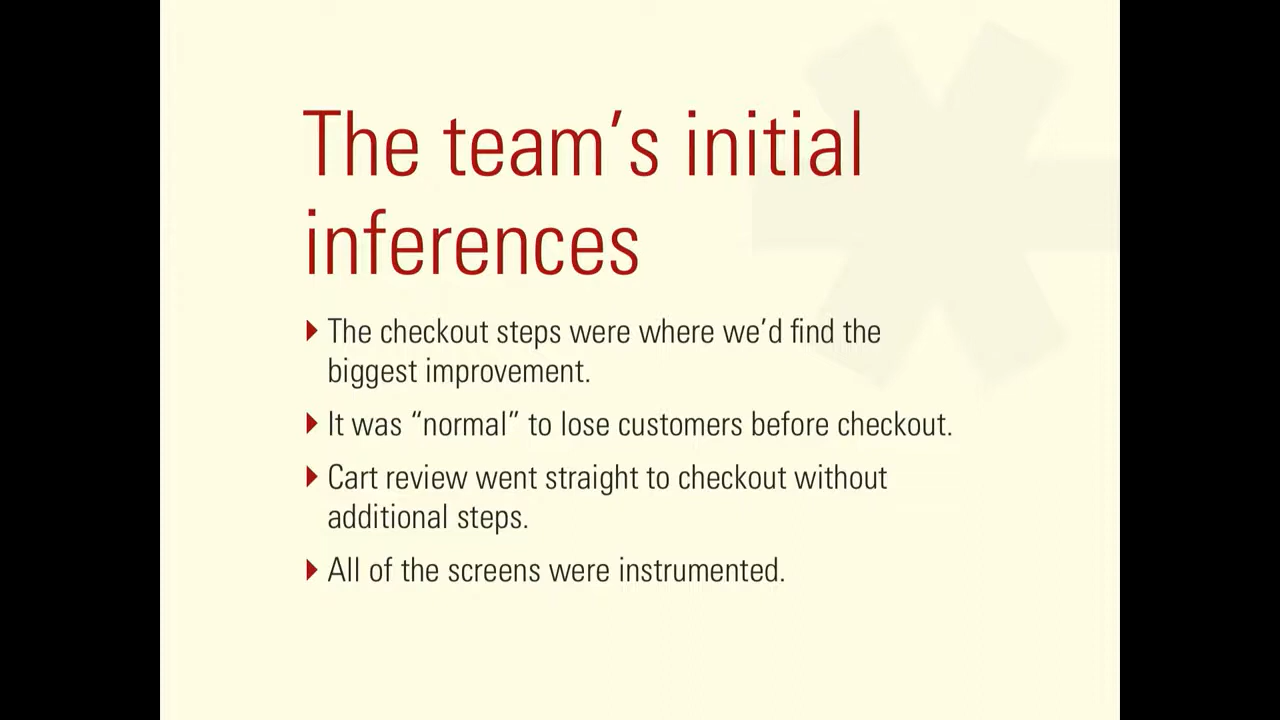 The team’s initial
inferences
The checkout steps were where we’d find the
biggest improvement.
It was “normal” to lose customers before checkout.
Cart review went straight to checkout without
additional steps.
All of the screens were instrumented.